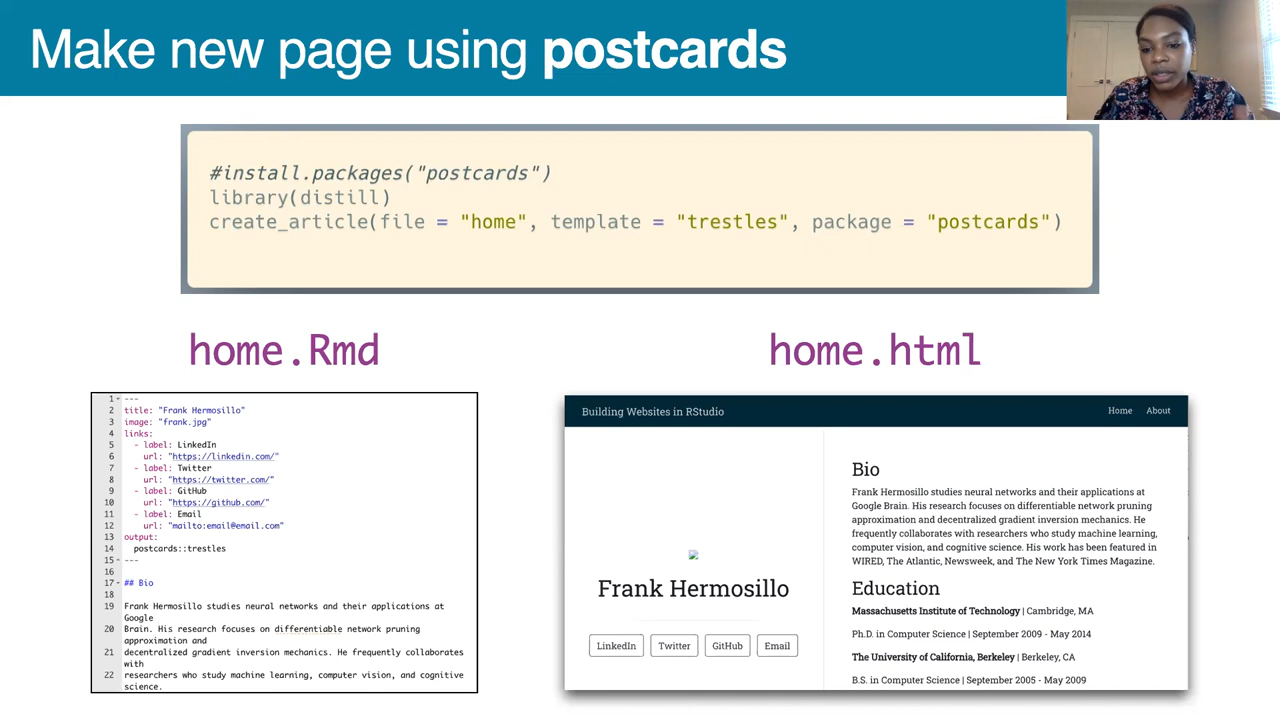 Make new page using postcards
#install.packages("postcards")
library(distill)
create_article(file = "home", template = "trestles", package = "postcards")
home.Rmd
1 ---
2 title: "Frank Hermosillo"
3 image: "frank.jpg"
4 links:
5 - label: LinkedIn
6 url: "https://linkedin.com/"
7 - label: Twitter
8 url: "https://twitter.com/"
9 - label: GitHub
10 url: "https://github.com/"
11 - label: Email
12 url: "mailto:email@email.com"
13 output:
14 postcards::trestles
15 ---
16
17 ## Bio
18
19 Frank Hermosillo studies neural networks and their applications at
Google
20 Brain. His research focuses on differentiable network pruning
approximation and
21 decentralized gradient inversion mechanics. He frequently collaborates
with
22 researchers who study machine learning, computer vision, and cognitive
science.
home.html
Building Websites in RStudio
Home About
Frank Hermosillo
LinkedIn Twitter GitHub Email
Bio
Frank Hermosillo studies neural networks and their applications at
Google Brain. His research focuses on differentiable network pruning
approximation and decentralized gradient inversion mechanics. He
frequently collaborates with researchers who study machine learning,
computer vision, and cognitive science. His work has been featured in
WIRED, The Atlantic, Newsweek, and The New York Times Magazine.
Education
Massachusetts Institute of Technology | Cambridge, MA
Ph.D. in Computer Science | September 2009 - May 2014
The University of California, Berkeley | Berkeley, CA
B.S. in Computer Science | September 2005 - May 2009